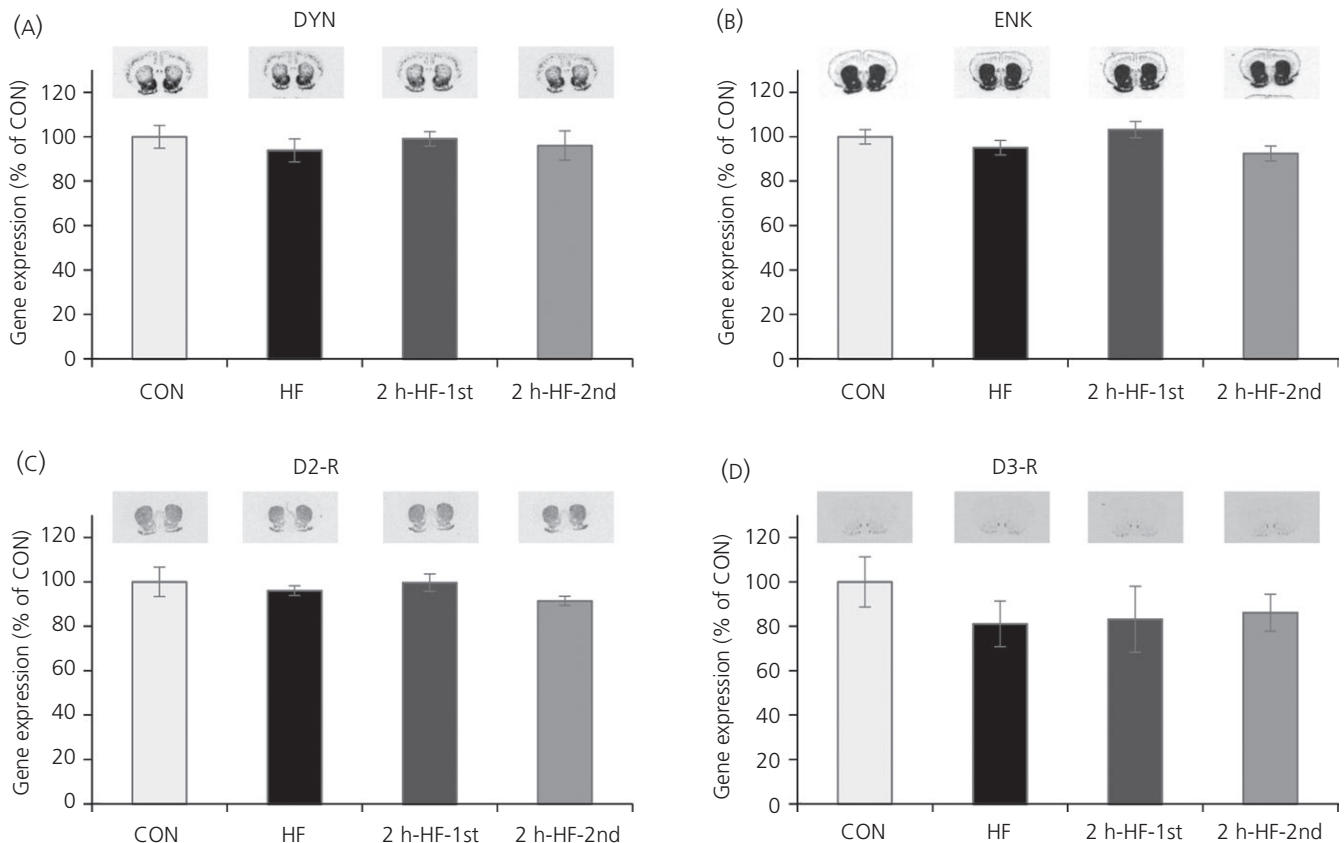 (A)
DYN
Gene expression (% of CON)
120
100
80
60
40
20
0
CON HF 2 h-HF-1st 2 h-HF-2nd
(B)
ENK
Gene expression (% of CON)
120
100
80
60
40
20
0
CON HF 2 h-HF-1st 2 h-HF-2nd
(C)
D2-R
Gene expression (% of CON)
120
100
80
60
40
20
0
CON HF 2 h-HF-1st 2 h-HF-2nd
(D)
D3-R
Gene expression (% of CON)
120
100
80
60
40
20
0
CON HF 2 h-HF-1st 2 h-HF-2nd